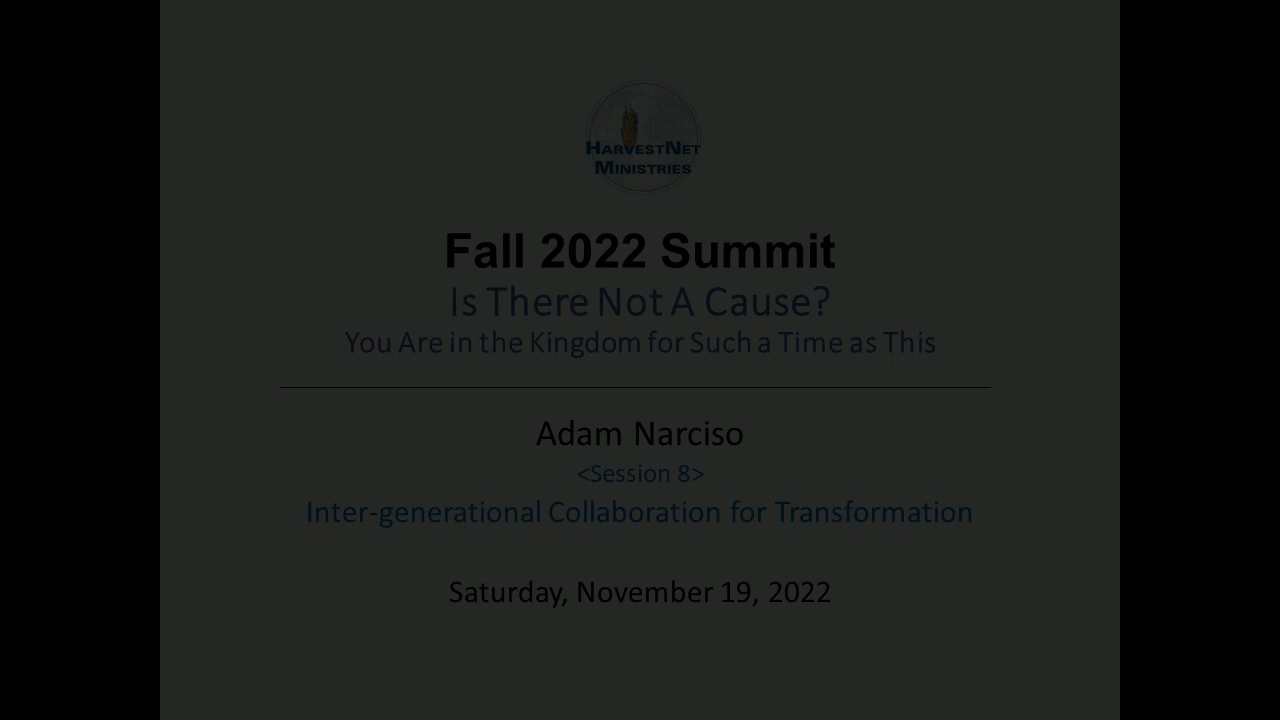 HarvestNet
Ministries
Fall 2022 Summit
Is There Not A Cause?
You Are in the Kingdom for Such a Time as This
Adam Narciso
<Session 8>
Inter-generational Collaboration for Transformation
Saturday, November 19, 2022